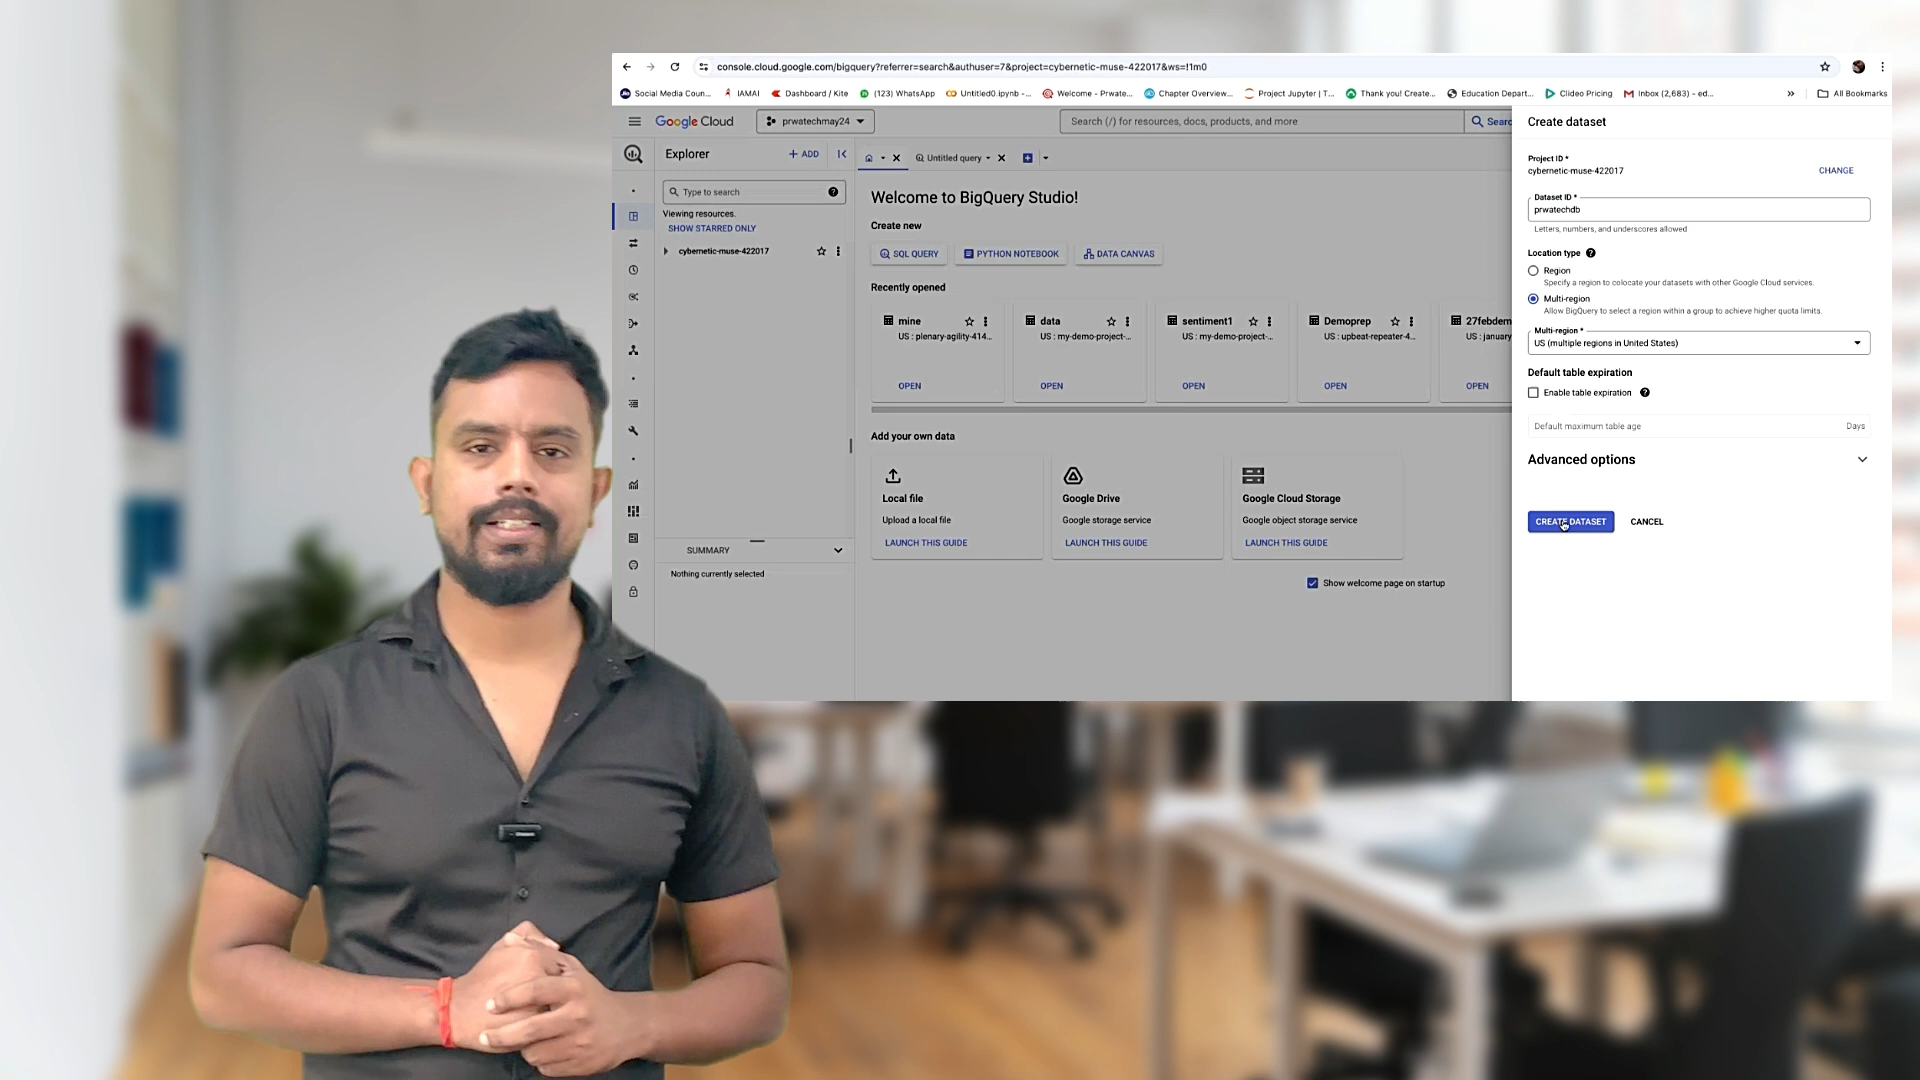 console.cloud.google.com/bigquery?referrer=search&authuser=7&project=cybernetic-muse-422017&ws=!1m0
Social Media Coun... IAMAI Dashboard / Kite (123) WhatsApp Untitled0.ipynb -... Welcome - Prwate... Chapter Overview... Project Jupyter | T... Thank you! Create... Education Depart... Clideo Pricing Inbox (2,683) – ed... » All Bookmarks
Google Cloud prwatechmay24 Search (/) for resources, docs, products, and more Searc
Explorer + ADD
Untitled query
Type to search
Viewing resources.
SHOW STARRED ONLY
cybernetic-muse-422017
SUMMARY
Nothing currently selected
Welcome to BigQuery Studio!
Create new
SQL QUERY PYTHON NOTEBOOK DATA CANVAS
Recently opened
mine
US : plenary-agility-414...
OPEN
data
US : my-demo-project-...
OPEN
sentiment1
US : my-demo-project-...
OPEN
Demoprep
US : upbeat-repeater-4...
OPEN
27febdem
US : january
OPEN
Add your own data
Local file
Upload a local file
LAUNCH THIS GUIDE
Google Drive
Google storage service
LAUNCH THIS GUIDE
Google Cloud Storage
Google object storage service
LAUNCH THIS GUIDE
Show welcome page on startup
Create dataset
Project ID *
cybernetic-muse-422017 CHANGE
Dataset ID *
prwatechdb
Letters, numbers, and underscores allowed
Location type
Region
Specify a region to colocate your datasets with other Google Cloud services.
Multi-region
Allow BigQuery to select a region within a group to achieve higher quota limits.
Multi-region *
US (multiple regions in United States)
Default table expiration
Enable table expiration
Default maximum table age Days
Advanced options
CREATE DATASET CANCEL